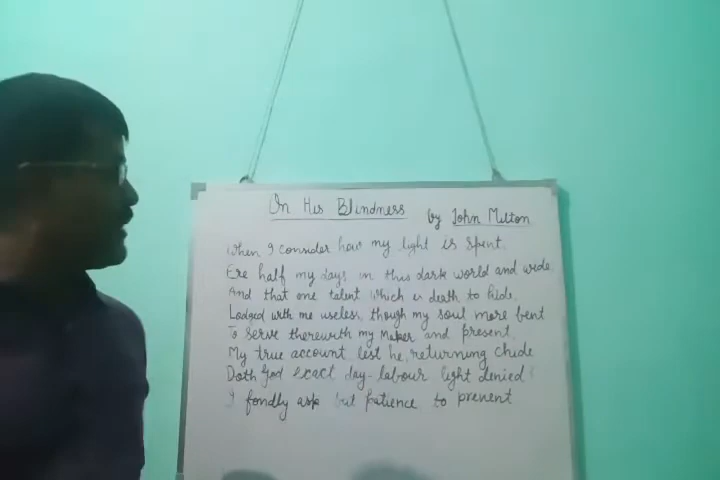 On His Blindness
by John Milton
When I consider how my light is spent.
Ere half my days in this dark world and wide.
And that one talent which is death to hide.
Lodged with me useless, though my soul more bent
To serve therewith my Maker and present.
My true account lest he, returning chide
Doth God exact day-labour light denied?
I fondly ask but patience to prevent